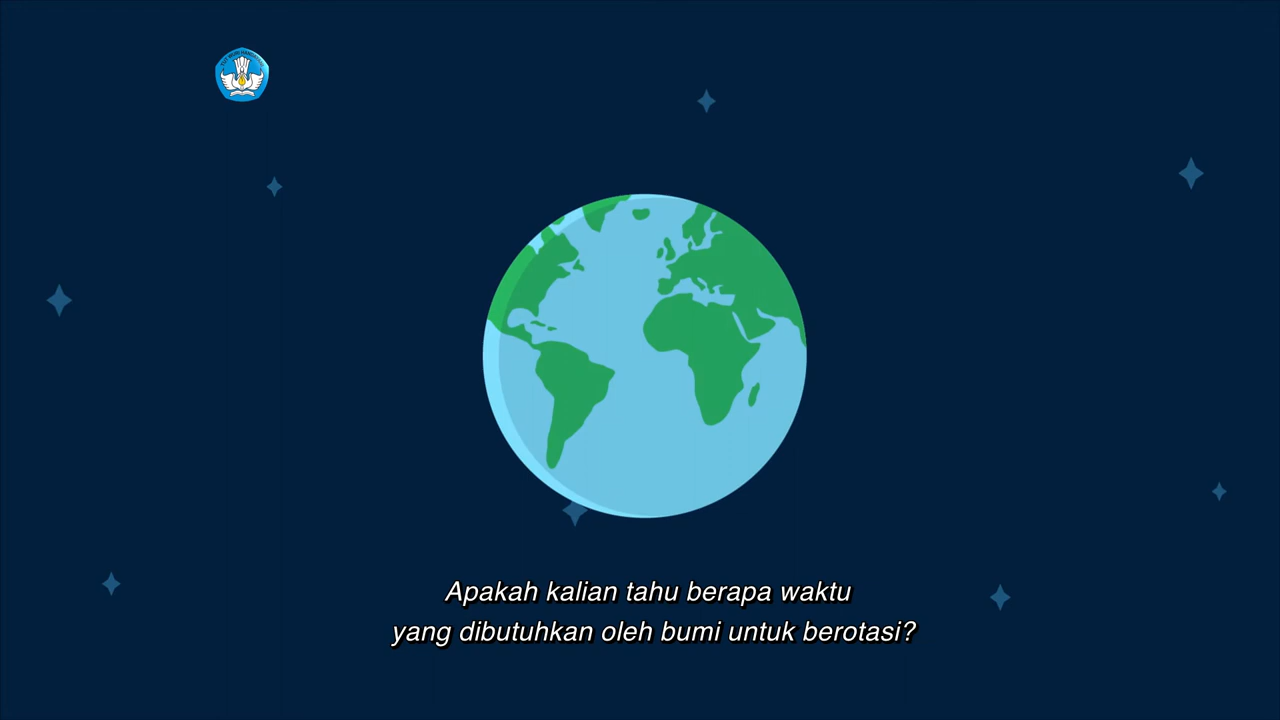 Apakah kalian tahu berapa waktu
yang dibutuhkan oleh bumi untuk berotasi?